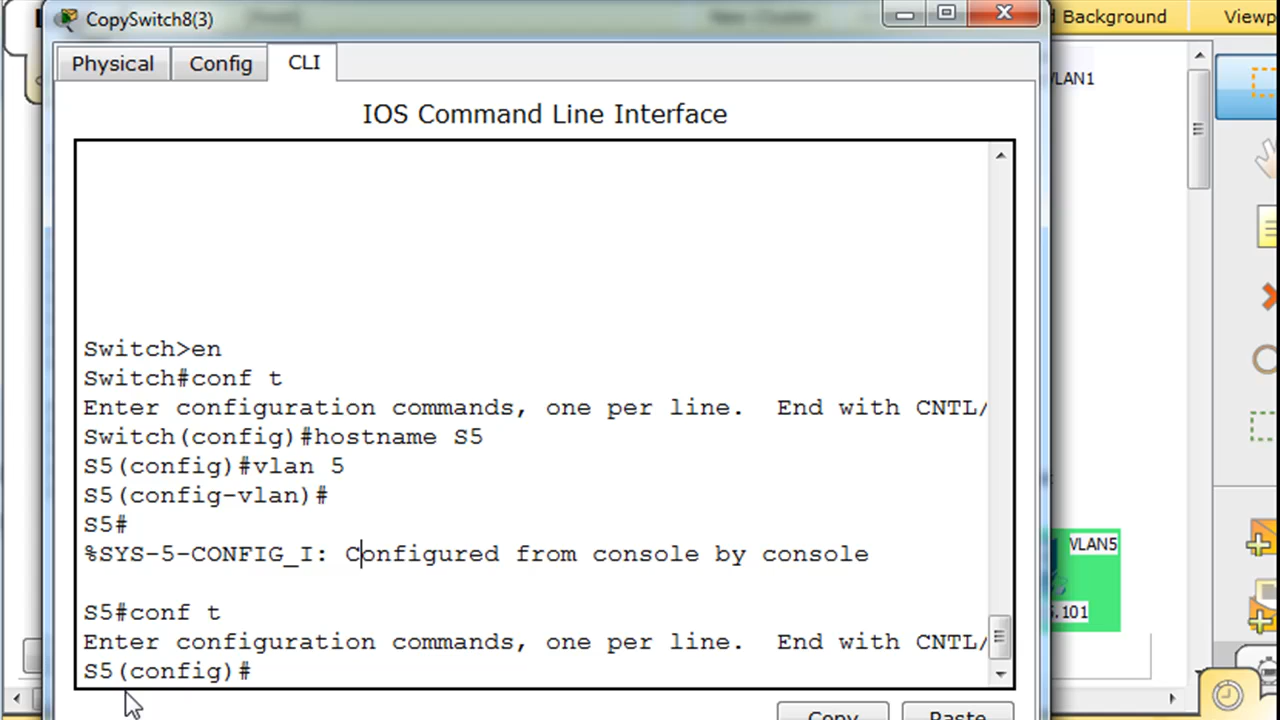 CopySwitch8(3)
Background
Viewp
Physical
Config
CLI
VLAN1
IOS Command Line Interface
Switch>en
Switch#conf t
Enter configuration commands, one per line.  End with CNTL/
Switch(config)#hostname S5
S5(config)#vlan 5
S5(config-vlan)#
S5#
%SYS-5-CONFIG_I: Configured from console by console
VLAN5
S5#conf t
.101
Enter configuration commands, one per line.  End with CNTL/
S5(config)#
Copy
Paste